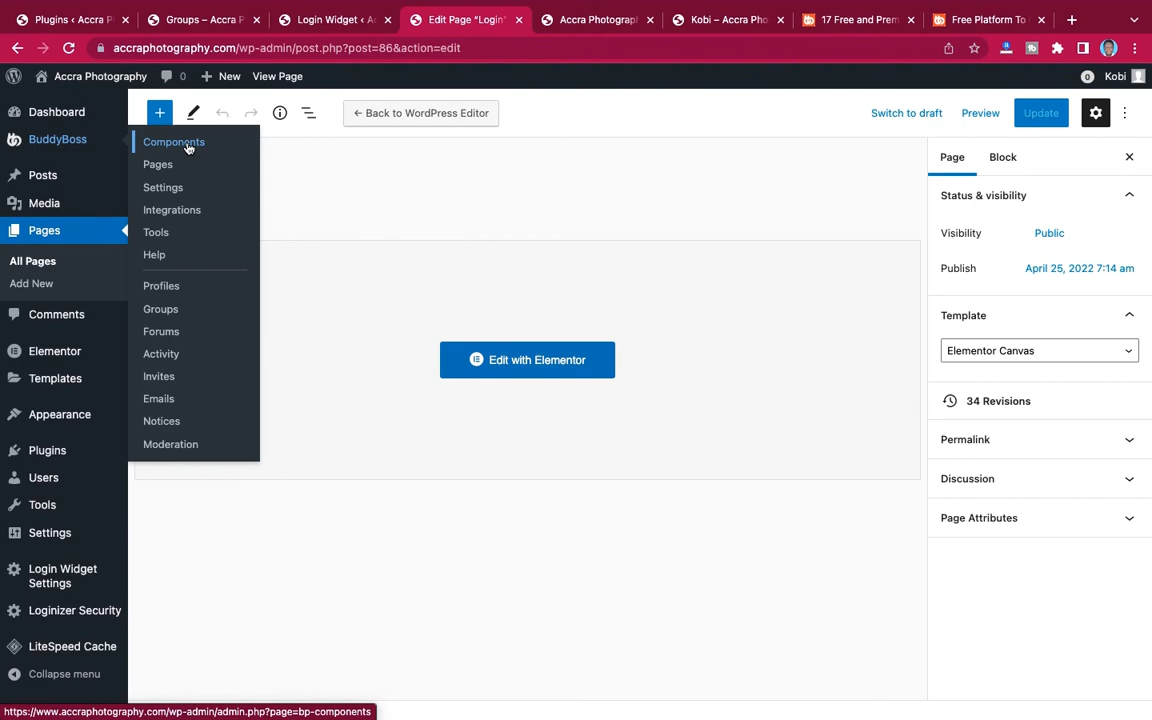 Plugins ‹ Accra P
Groups – Accra P
Login Widget ‹ Ac
Edit Page "Login"
Accra Photograph
Kobi – Accra Pho
17 Free and Prem
Free Platform To
accraphotography.com/wp-admin/post.php?post=86&action=edit
Accra Photography
0
New
View Page
0
Kobi
Dashboard
BuddyBoss
Posts
Media
Pages
All Pages
Add New
Comments
Elementor
Templates
Appearance
Plugins
Users
Tools
Settings
Login Widget
Settings
Loginizer Security
LiteSpeed Cache
Collapse menu
Components
Pages
Settings
Integrations
Tools
Help
Profiles
Groups
Forums
Activity
Invites
Emails
Notices
Moderation
← Back to WordPress Editor
Switch to draft
Preview
Update
Edit with Elementor
Page
Block
Status & visibility
Visibility
Public
Publish
April 25, 2022 7:14 am
Template
Elementor Canvas
34 Revisions
Permalink
Discussion
Page Attributes
https://www.accraphotography.com/wp-admin/admin.php?page=bp-components